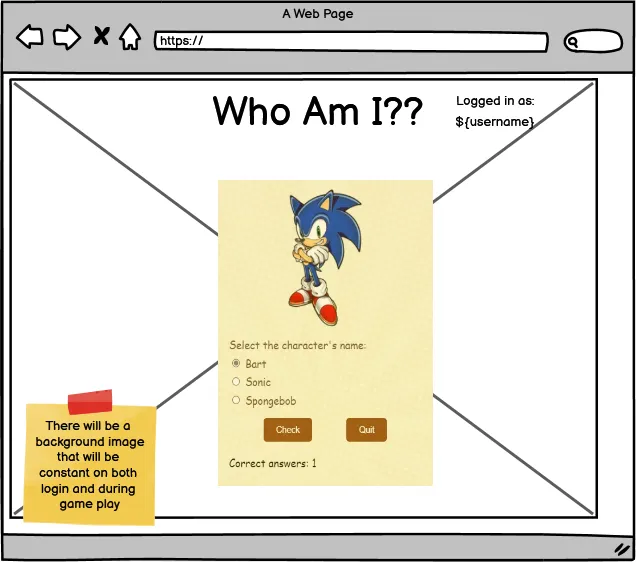 A Web Page
https://
Who Am I??
Logged in as:
${username}
Select the character's name:
Bart
Sonic
Spongebob
Check
Quit
Correct answers: 1
There will be a
background image
that will be
constant on both
login and during
game play